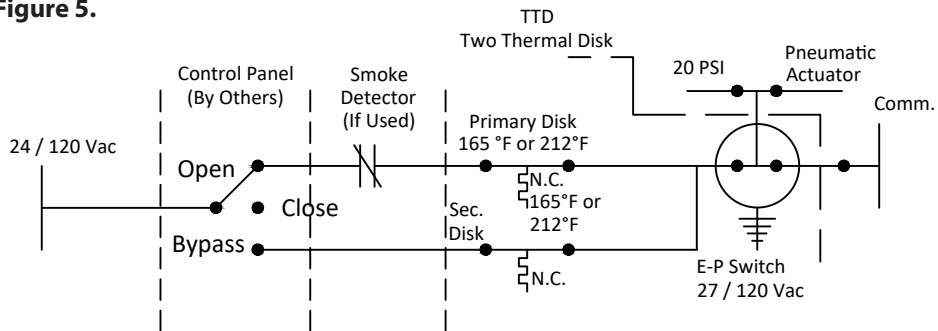 Figure 5.
TTD
Two Thermal Disk
20 PSI
Pneumatic
Actuator
Control Panel
(By Others)
Smoke
Detector
(If Used)
Comm.
24 / 120 Vac
Primary Disk
165 °F or 212°F
Open
N.C.
165°F or
212°F
Close
Sec.
Disk
Bypass
N.C.
E-P Switch
27 / 120 Vac